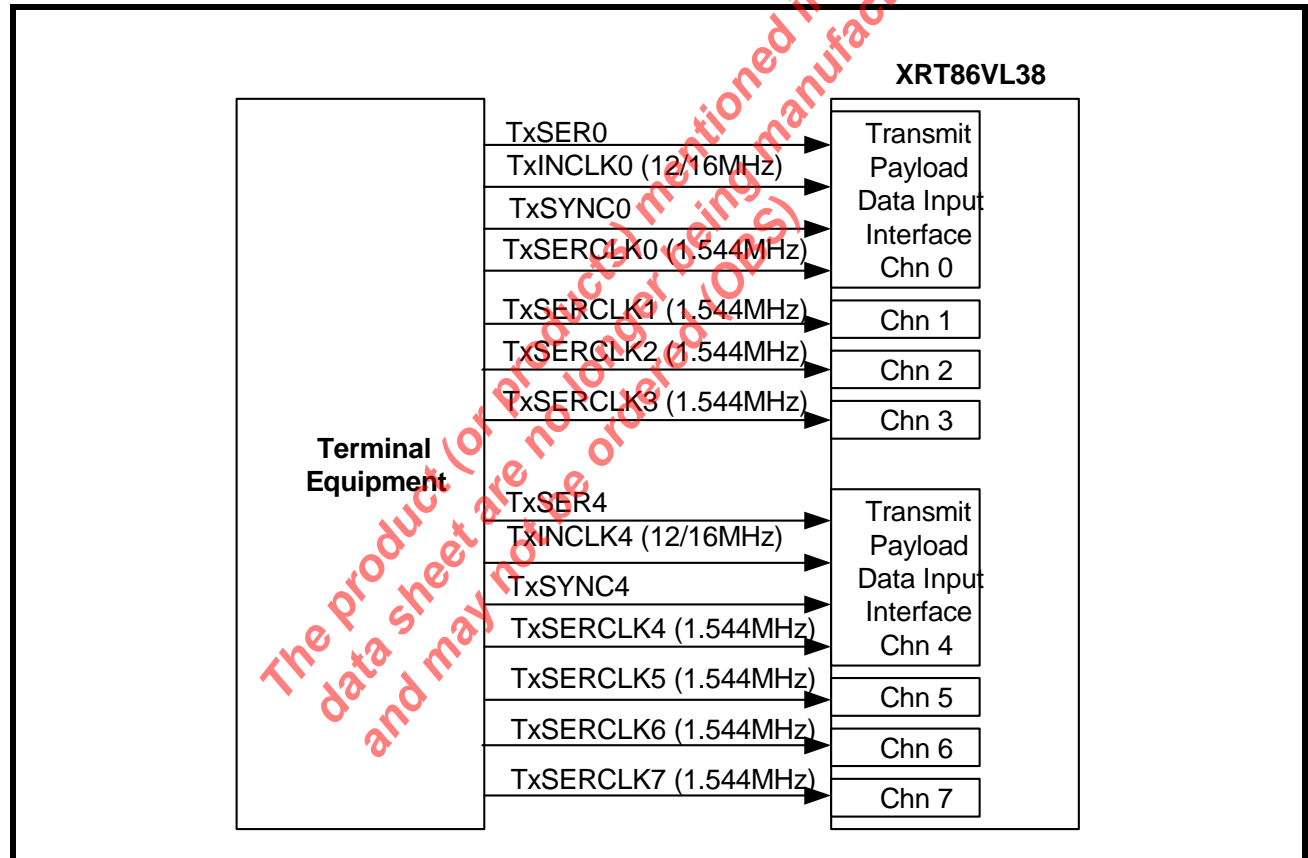 XRT86VL38
Terminal
Equipment
TxSER0
TxINCLK0 (12/16MHz)
TxSYNC0
TxSERCLK0 (1.544MHz)
TxSERCLK1 (1.544MHz)
TxSERCLK2 (1.544MHz)
TxSERCLK3 (1.544MHz)
TxSER4
TxINCLK4 (12/16MHz)
TxSYNC4
TxSERCLK4 (1.544MHz)
TxSERCLK5 (1.544MHz)
TxSERCLK6 (1.544MHz)
TxSERCLK7 (1.544MHz)
Transmit
Payload
Data Input
Interface
Chn 0
Chn 1
Chn 2
Chn 3
Transmit
Payload
Data Input
Interface
Chn 4
Chn 5
Chn 6
Chn 7
The product (or products) mentioned
data sheet are no longer being
and may not be ordered (OBS)